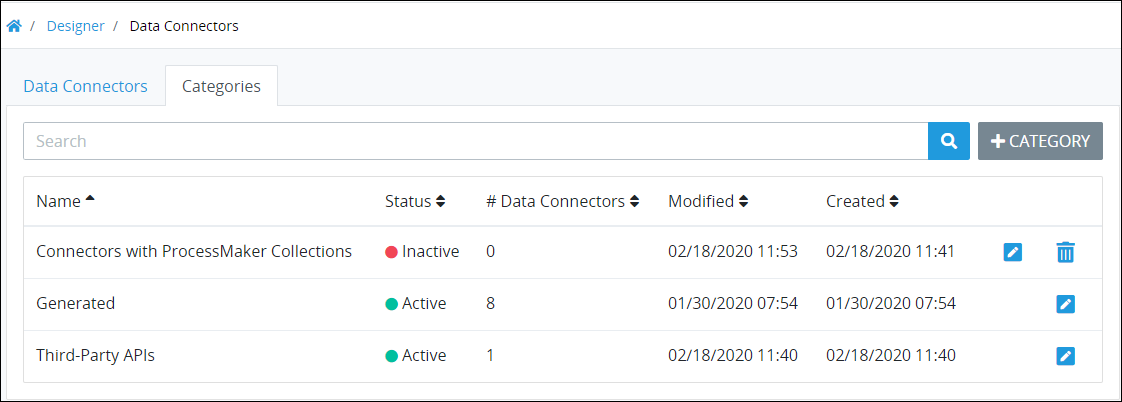 / Designer / Data Connectors
Data Connectors Categories
Search CATEGORY
Name Status # Data Connectors Modified Created
Connectors with ProcessMaker Collections Inactive 0 02/18/2020 11:53 02/18/2020 11:41
Generated Active 8 01/30/2020 07:54 01/30/2020 07:54
Third-Party APIs Active 1 02/18/2020 11:40 02/18/2020 11:40